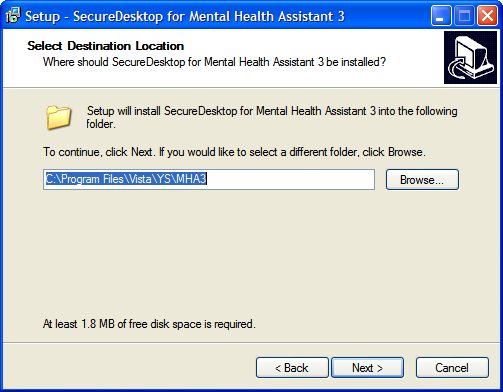 Setup - SecureDesktop for Mental Health Assistant 3
Select Destination Location
Where should SecureDesktop for Mental Health Assistant 3 be installed?
Setup will install SecureDesktop for Mental Health Assistant 3 into the following
folder.
To continue, click Next. If you would like to select a different folder, click Browse.
C:\Program Files\Vista\YS\MHA3
Browse...
At least 1.8 MB of free disk space is required.
< Back
Next >
Cancel